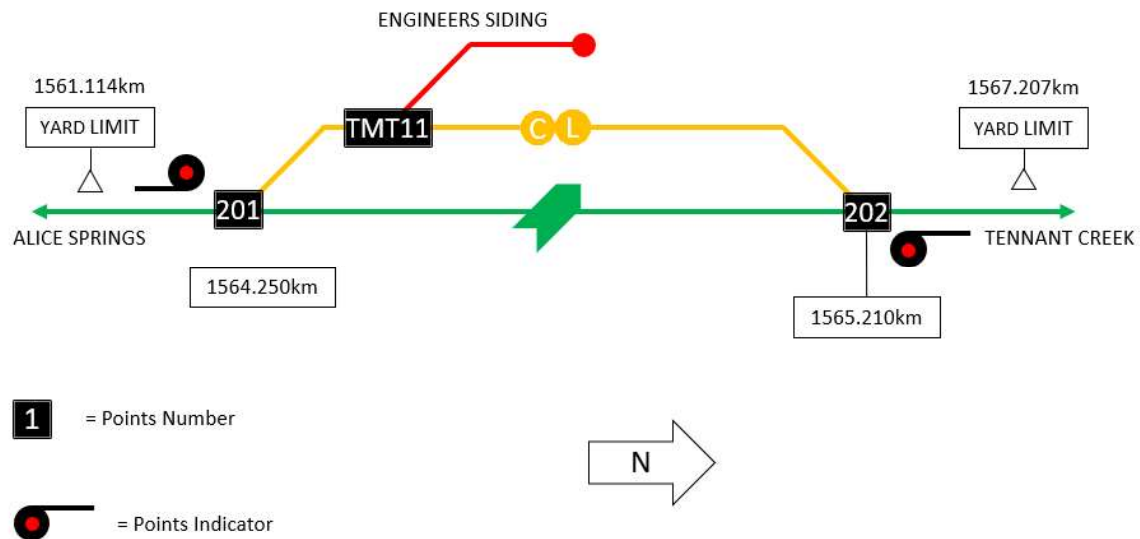 ENGINEERS SIDING
1561.114km
1567.207km
YARD LIMIT
TMT11
C L
YARD LIMIT
201
202
ALICE SPRINGS
TENNANT CREEK
1564.250km
1565.210km
1 = Points Number
N
= Points Indicator